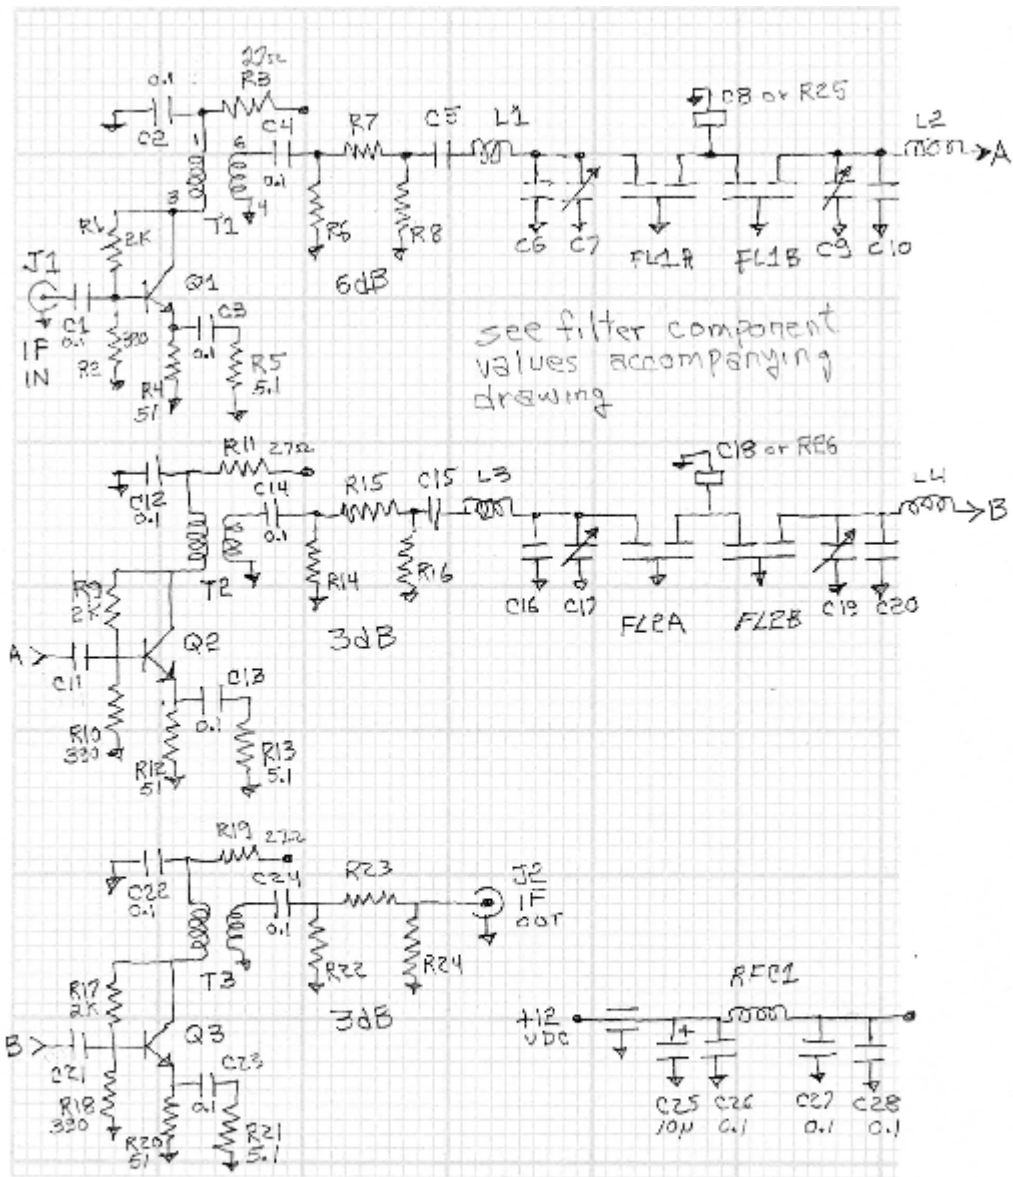 27Ω
0.1
R3
C8 or R25
C2
C4
R7
C5
L1
L2
1
6
0.1
A
3
4
T1
R1
2K
R6
R8
C6
C7
FL1A
FL1B
C9
C10
J1
6dB
Q1
C1
0.1
330
C3
0.1
IF
IN
R2
R4
51
R5
5.1
see filter component
values accompanying
drawing
R11
27Ω
C18 or R26
C12
0.1
C14
0.1
R15
C15
L3
L4
B
T2
R14
R16
C16
C17
FL2A
FL2B
C19
C20
R9
2K
3dB
Q2
A
C11
C13
0.1
R10
330
R12
51
R13
5.1
R19
27Ω
R23
J2
IF
OUT
C22
0.1
C24
0.1
T3
R22
R24
R17
2K
3dB
RFC1
Q3
B
+12
VDC
+
C21
C23
0.1
R18
330
R20
51
R21
5.1
C25
10µ
C26
0.1
C27
0.1
C28
0.1